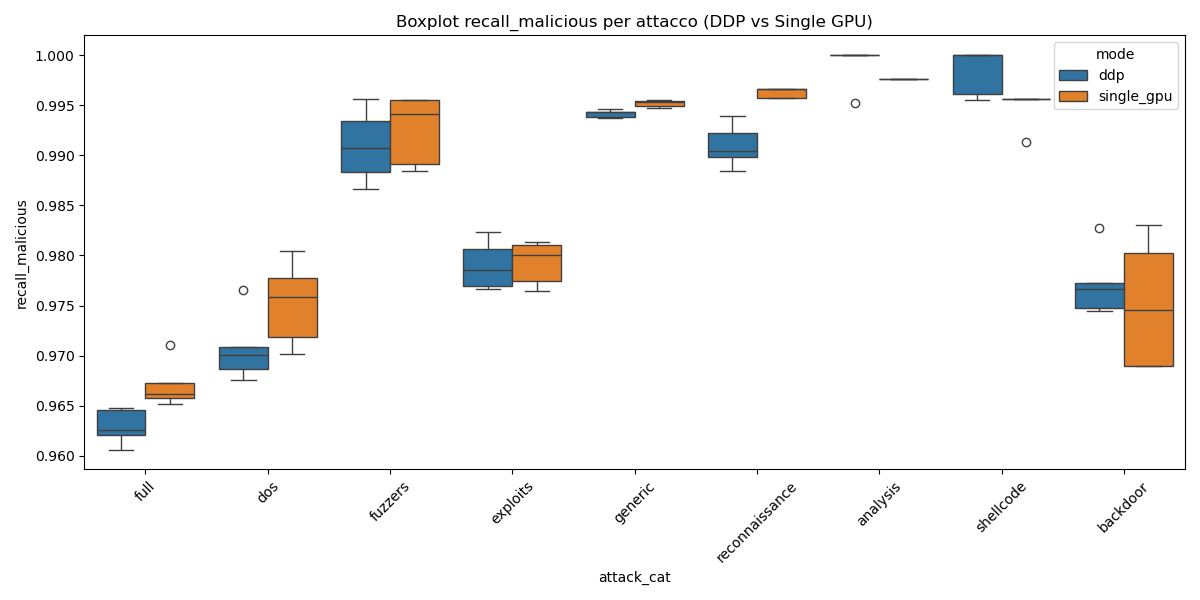 Boxplot recall_malicious per attacco (DDP vs Single GPU)
mode
ddp
single_gpu
recall_malicious
1.000
0.995
0.990
0.985
0.980
0.975
0.970
0.965
0.960
full
dos
fuzzers
exploits
generic
reconnaissance
analysis
shellcode
backdoor
attack_cat